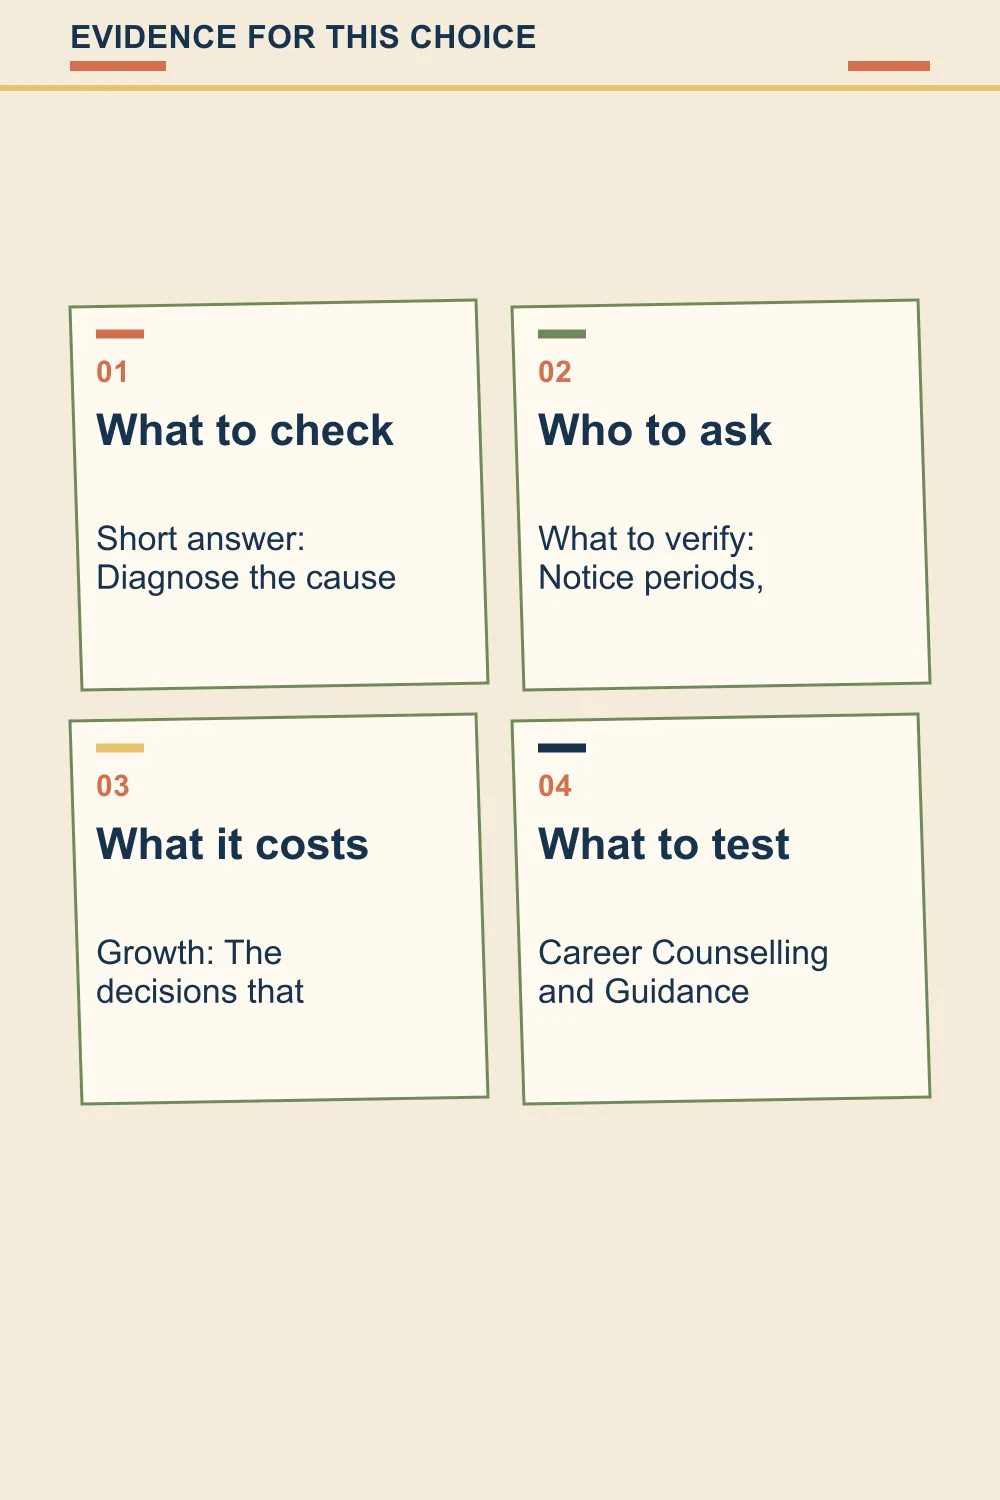 EVIDENCE FOR THIS CHOICE
01
What to check
Short answer:
Diagnose the cause
02
Who to ask
What to verify:
Notice periods,
03
What it costs
Growth: The
decisions that
04
What to test
Career Counselling
and Guidance